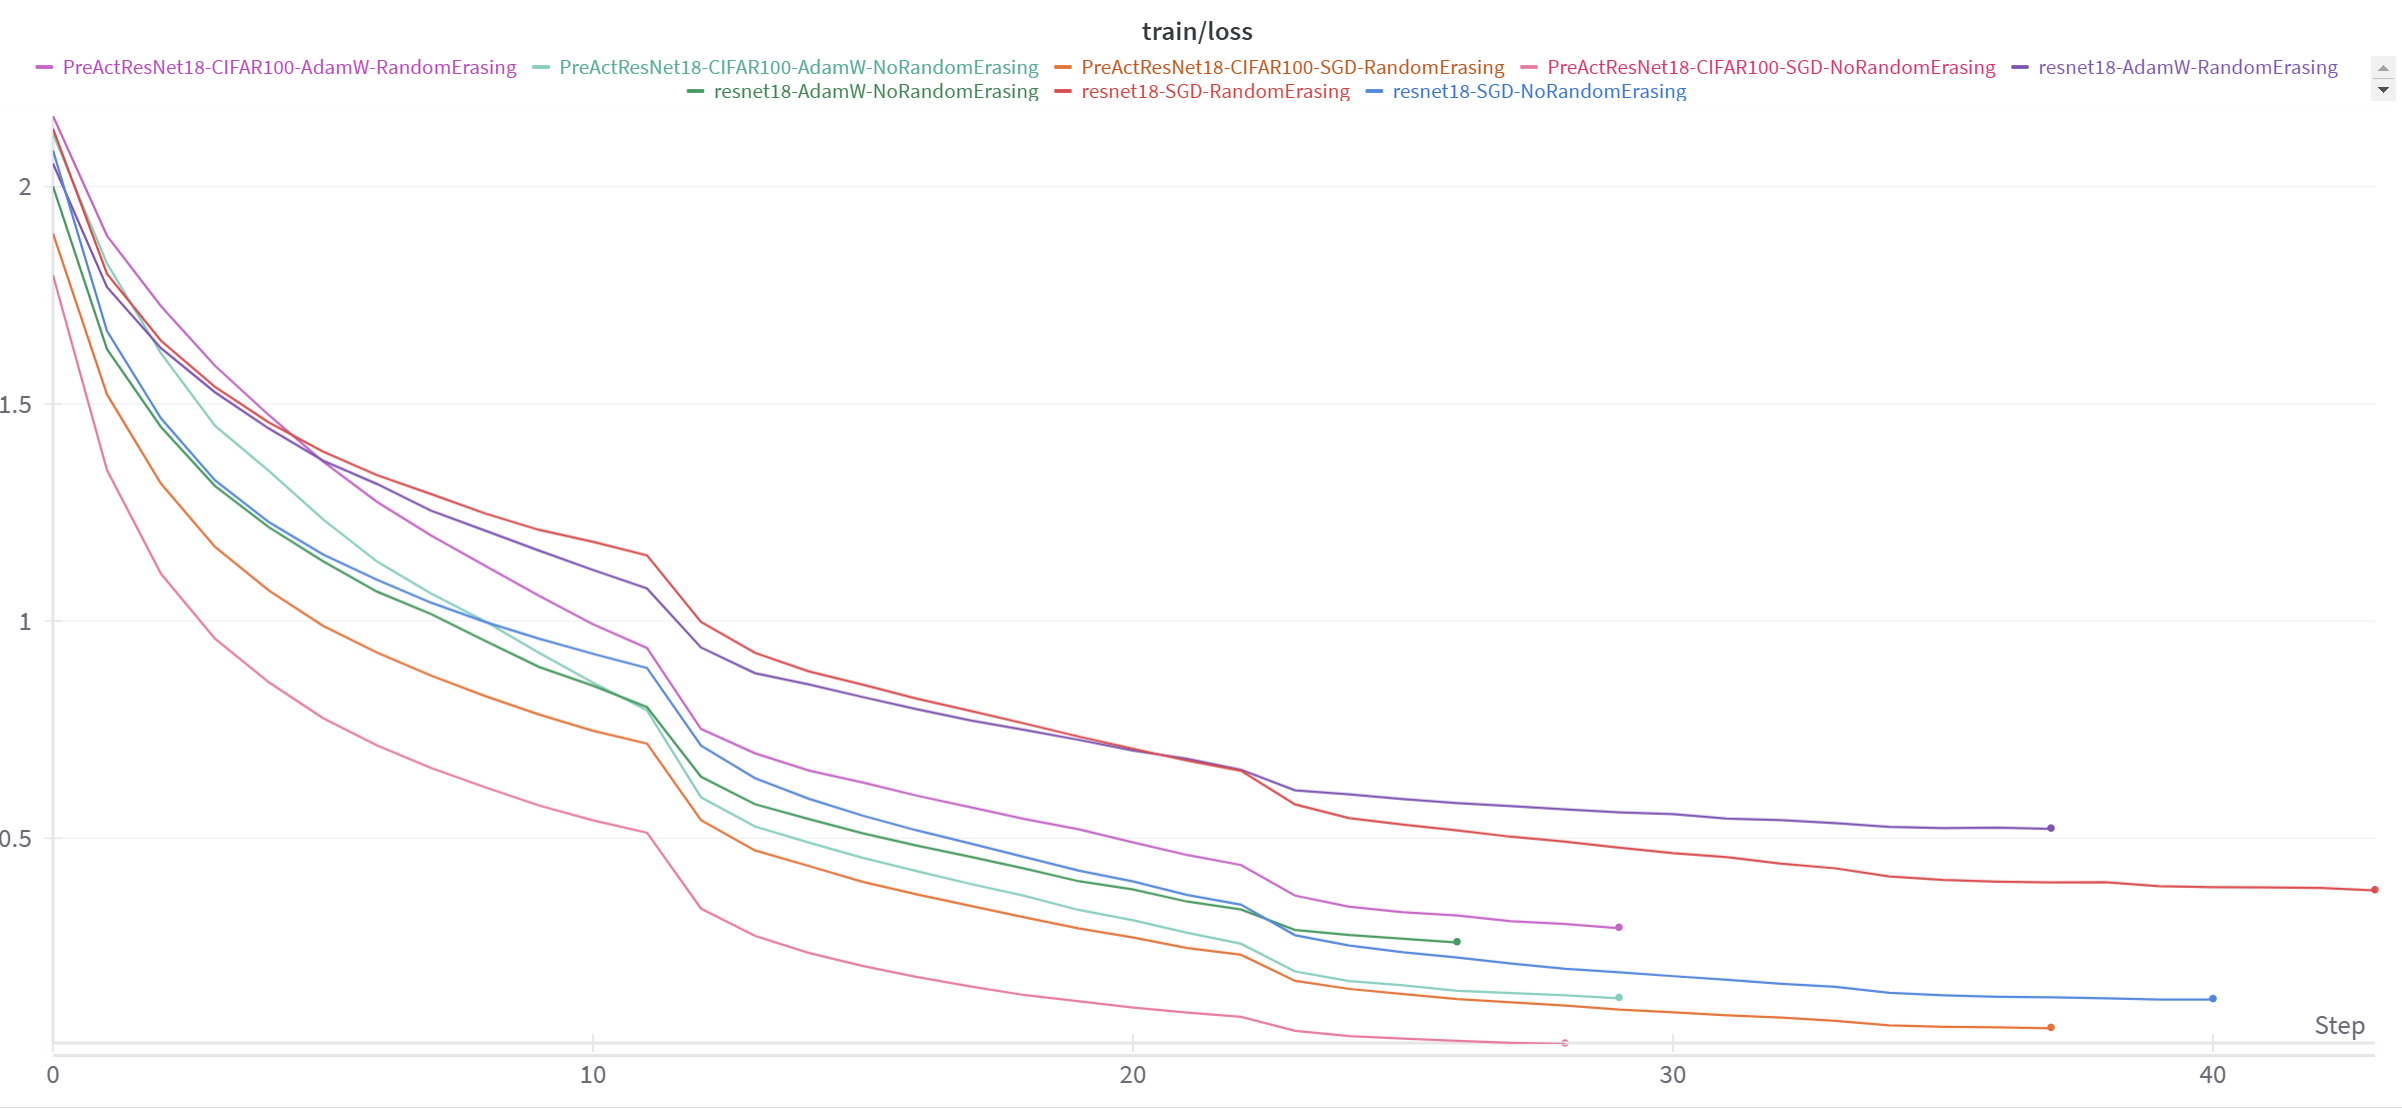 train/loss
PreActResNet18-CIFAR100-AdamW-RandomErasing PreActResNet18-CIFAR100-AdamW-NoRandomErasing PreActResNet18-CIFAR100-SGD-RandomErasing PreActResNet18-CIFAR100-SGD-NoRandomErasing resnet18-AdamW-RandomErasing
resnet18-AdamW-NoRandomErasing resnet18-SGD-RandomErasing resnet18-SGD-NoRandomErasing
2
1.5
1
0.5
Step
0 10 20 30 40